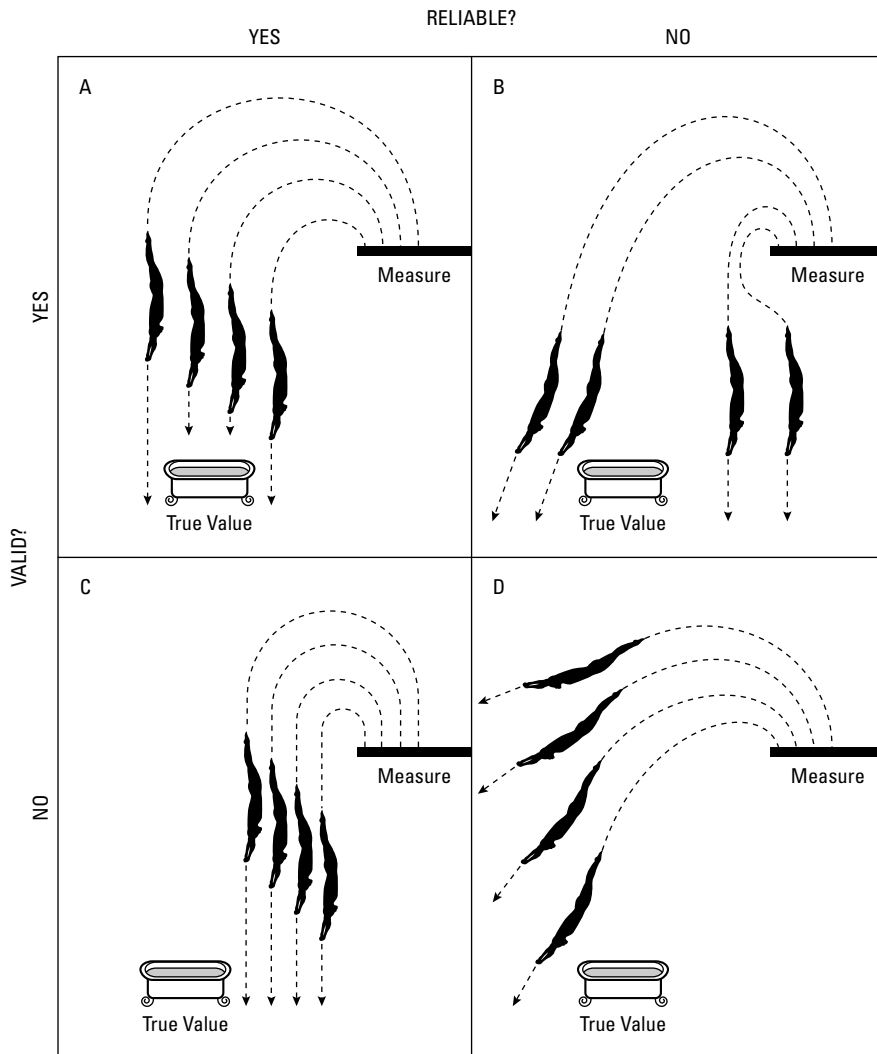 RELIABLE?
YES
NO
VALID?
YES
A
Measure
True Value
B
Measure
True Value
NO
C
Measure
True Value
D
Measure
True Value